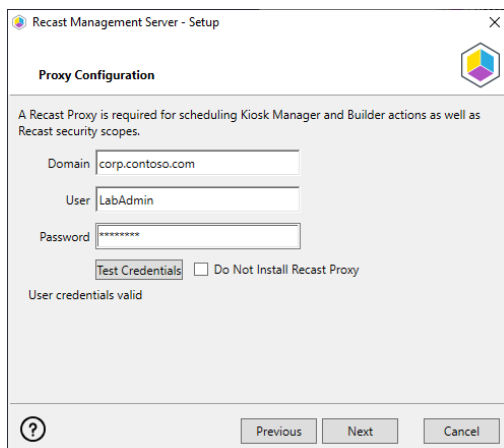 Recast Management Server - Setup
Proxy Configuration
A Recast Proxy is required for scheduling Kiosk Manager and Builder actions as well as
Recast security scopes.
Domain corp.contoso.com
User LabAdmin
Password ********
Test Credentials Do Not Install Recast Proxy
User credentials valid
? Previous Next Cancel